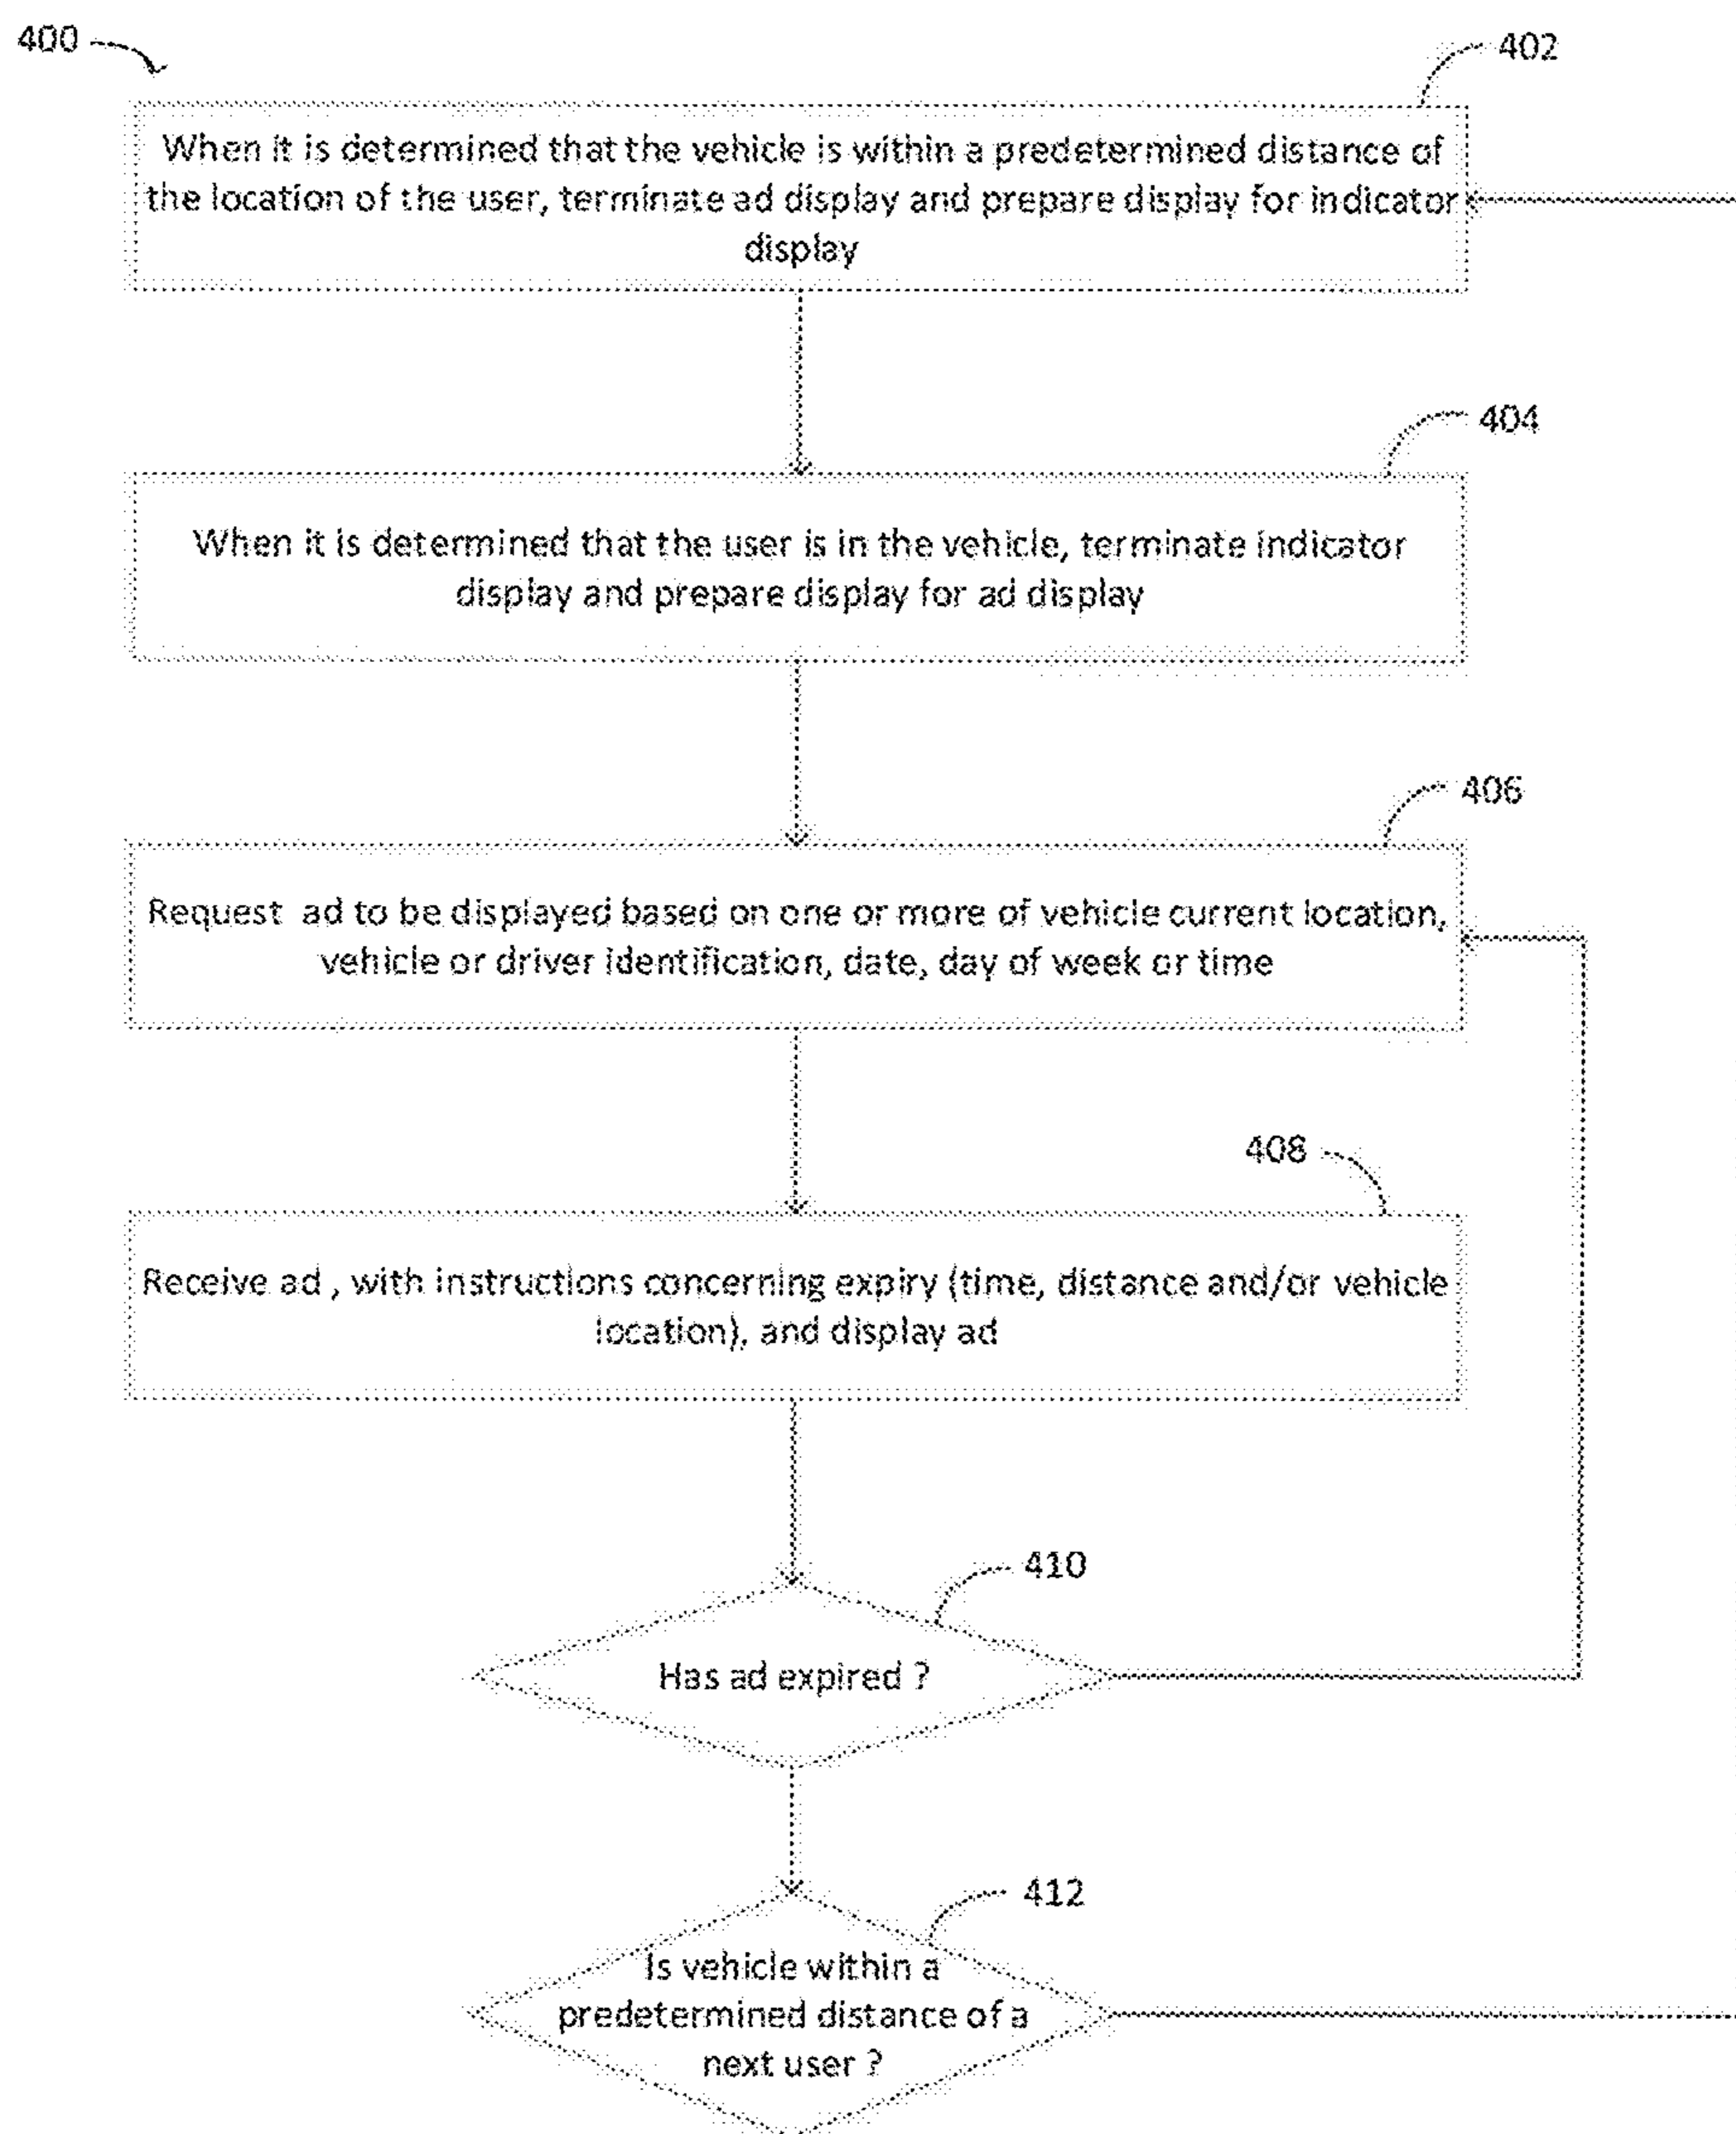 400
402
When it is determined that the vehicle is within a predetermined distance of
the location of the user, terminate ad display and prepare display for indicator
display
404
When it is determined that the user is in the vehicle, terminate indicator
display and prepare display for ad display
406
Request ad to be displayed based on one or more of vehicle current location,
vehicle or driver identification, date, day of week or time
408
Receive ad , with instructions concerning expiry (time, distance and/or vehicle
location), and display ad
410
Has ad expired ?
412
Is vehicle within a
predetermined distance of a
next user ?